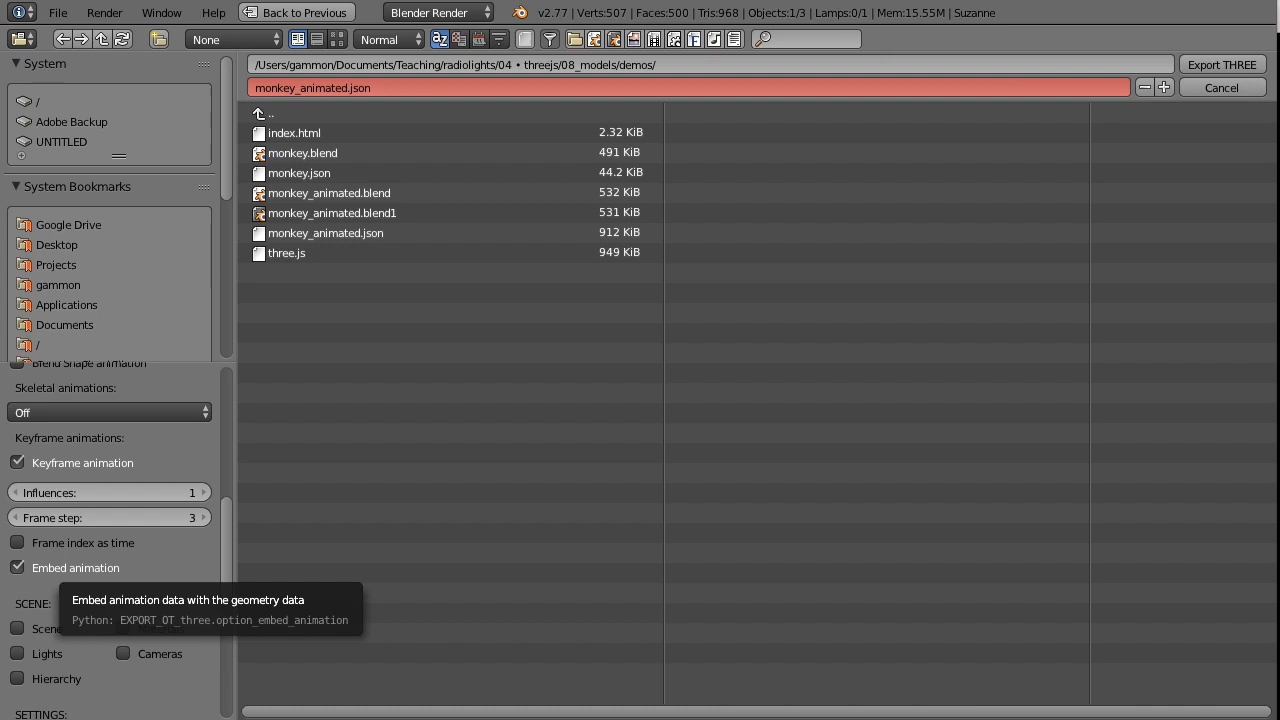 File Render Window Help Back to Previous Blender Render v2.77 | Verts:507 | Faces:500 | Tris:968 | Objects:1/3 | Lamps:0/1 | Mem:15.55M | Suzanne
None Normal
System
/
Adobe Backup
UNTITLED
System Bookmarks
Google Drive
Desktop
Projects
gammon
Applications
Documents
/
Blend Shape animation
Skeletal animations:
Off
Keyframe animations:
Keyframe animation
Influences: 1
Frame step: 3
Frame index as time
Embed animation
SCENE:
Scene
Lights Cameras
Hierarchy
SETTINGS:
Embed animation data with the geometry data
Python: EXPORT_OT_three.option_embed_animation
/Users/gammon/Documents/Teaching/radiolights/04 • threejs/08_models/demos/ Export THREE
monkey_animated.json Cancel
..
index.html 2.32 KiB
monkey.blend 491 KiB
monkey.json 44.2 KiB
monkey_animated.blend 532 KiB
monkey_animated.blend1 531 KiB
monkey_animated.json 912 KiB
three.js 949 KiB